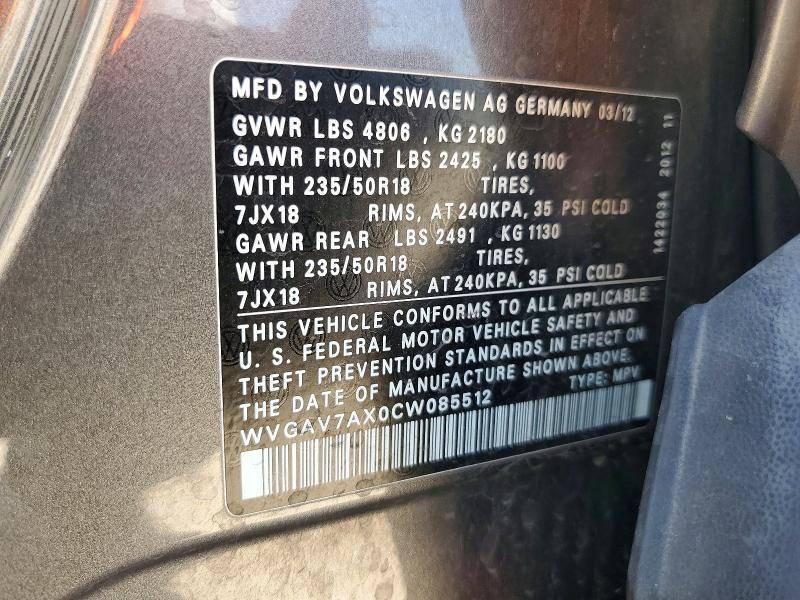 MFD BY VOLKSWAGEN AG GERMANY 03/12
GVWR LBS 4806 , KG 2180
GAWR FRONT LBS 2425 , KG 1100
WITH 235/50R18 TIRES,
7JX18 RIMS, AT 240KPA, 35 PSI COLD
GAWR REAR LBS 2491 , KG 1130
WITH 235/50R18 TIRES,
7JX18 RIMS, AT 240KPA, 35 PSI COLD
THIS VEHICLE CONFORMS TO ALL APPLICABLE
U. S. FEDERAL MOTOR VEHICLE SAFETY AND
THEFT PREVENTION STANDARDS IN EFFECT ON
THE DATE OF MANUFACTURE SHOWN ABOVE.
WVGAV7AX0CW085512 TYPE: MPV
1422034 2012 11